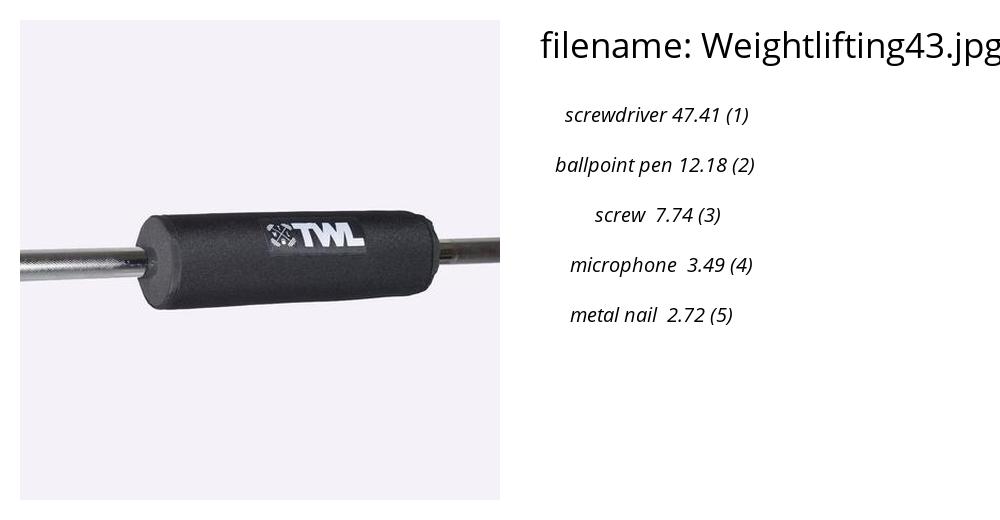 filename: Weightlifting43.jpg
screwdriver 47.41 (1)
ballpoint pen 12.18 (2)
screw 7.74 (3)
microphone 3.49 (4)
metal nail 2.72 (5)
TWL